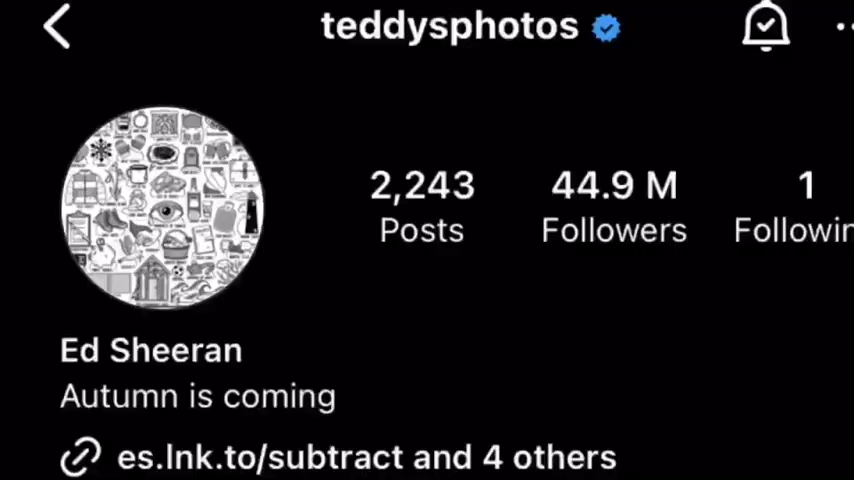 teddysphotos
2,243 44.9 M 1
Posts Followers Followin
Ed Sheeran
Autumn is coming
es.lnk.to/subtract and 4 others